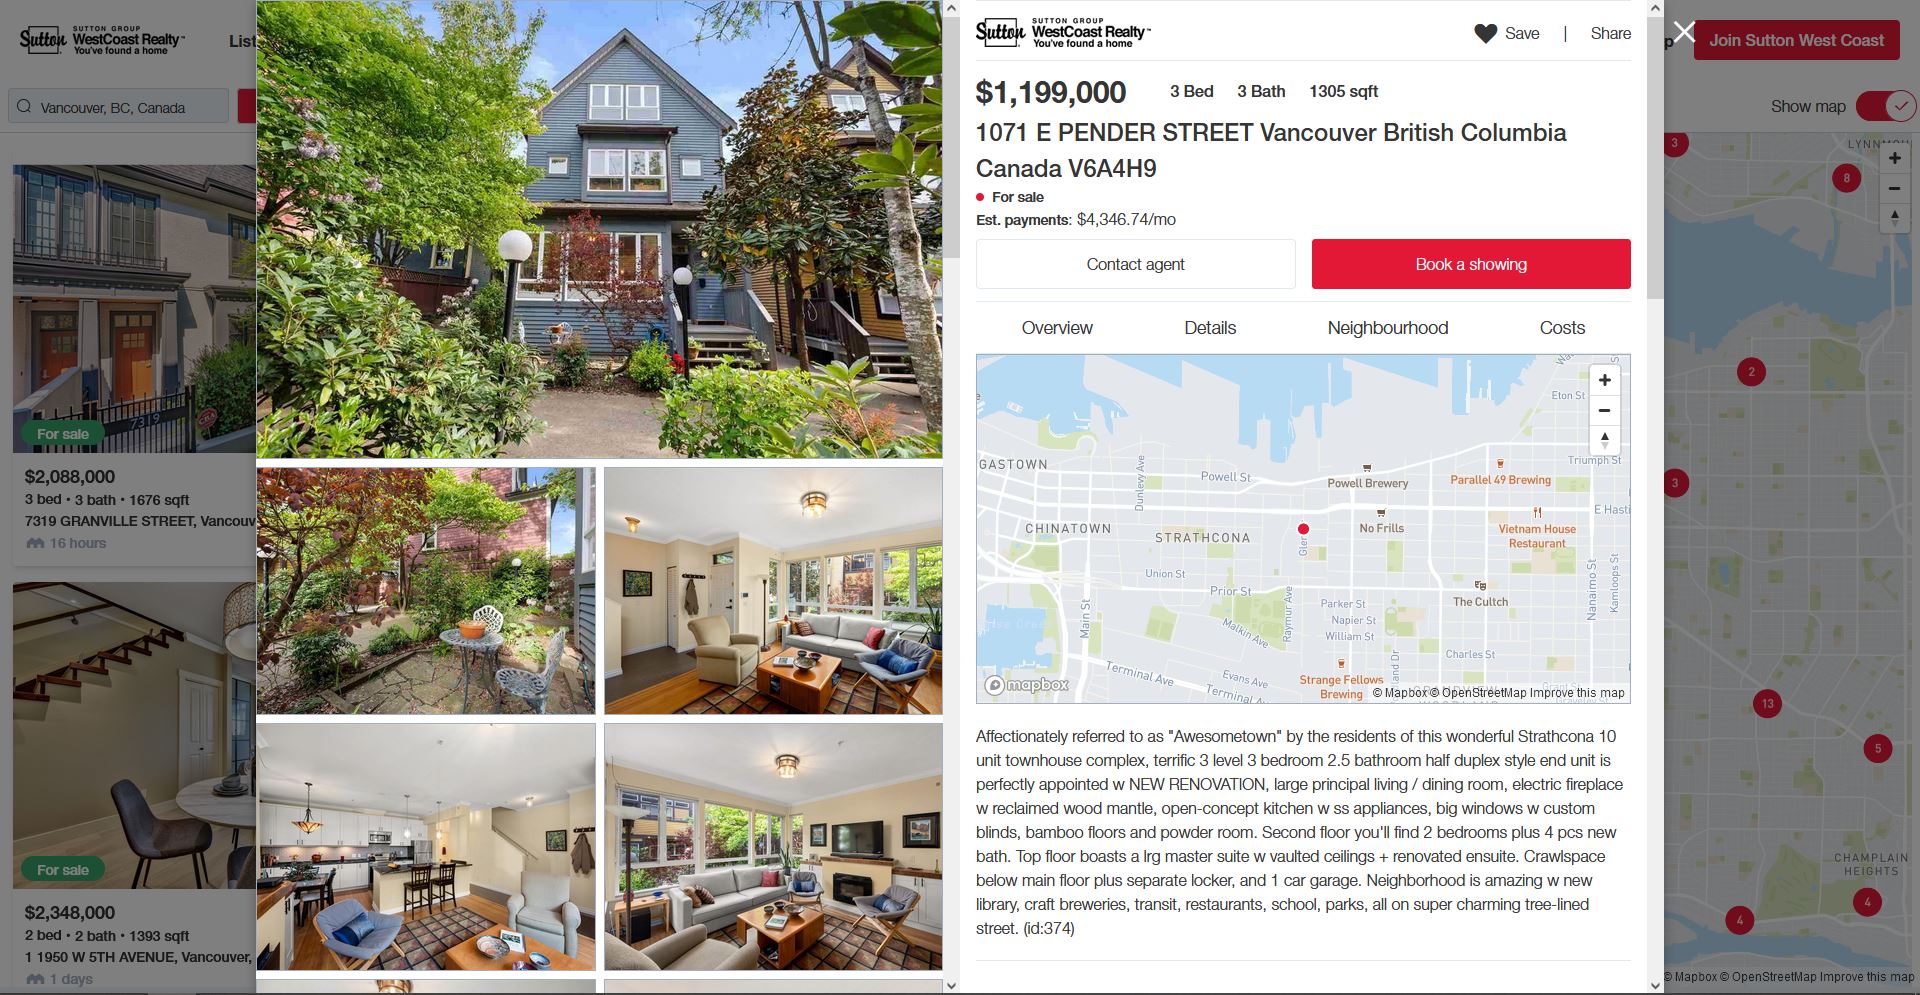 Sutton
SUTTON GROUP
WestCoast Realty™
You've found a home
List
Vancouver, BC, Canada
7319
For sale
$2,088,000
3 bed • 3 bath • 1676 sqft
7319 GRANVILLE STREET, Vancouv
16 hours
For sale
$2,348,000
2 bed • 2 bath • 1393 sqft
1 1950 W 5TH AVENUE, Vancouver,
1 days
Sutton
SUTTON GROUP
WestCoast Realty™
You've found a home
Save | Share
$1,199,000 3 Bed 3 Bath 1305 sqft
1071 E PENDER STREET Vancouver British Columbia
Canada V6A4H9
For sale
Est. payments: $4,346.74/mo
Contact agent Book a showing
Overview Details Neighbourhood Costs
Eton St
Triumph St
GASTOWN
Dunlevy Ave
Powell St
Powell Brewery
Parallel 49 Brewing
E Hasti
CHINATOWN
STRATHCONA
No Frills
Vietnam House
Restaurant
Gler
Union St
Prior St
Raymur Ave
The Cultch
Nanaimo St
Kamloops St
Main St
Parker St
Napier St
William St
Malkin Ave
Charles St
Terminal Ave
Evans Ave
Terminal
Strange Fellows
Brewing
mapbox
© Mapbox © OpenStreetMap Improve this map
Affectionately referred to as "Awesometown" by the residents of this wonderful Strathcona 10
unit townhouse complex, terrific 3 level 3 bedroom 2.5 bathroom half duplex style end unit is
perfectly appointed w NEW RENOVATION, large principal living / dining room, electric fireplace
w reclaimed wood mantle, open-concept kitchen w ss appliances, big windows w custom
blinds, bamboo floors and powder room. Second floor you'll find 2 bedrooms plus 4 pcs new
bath. Top floor boasts a lrg master suite w vaulted ceilings + renovated ensuite. Crawlspace
below main floor plus separate locker, and 1 car garage. Neighborhood is amazing w new
library, craft breweries, transit, restaurants, school, parks, all on super charming tree-lined
street. (id:374)
p
Join Sutton West Coast
Show map
3
LYNNMOU
8
2
3
13
5
CHAMPLAIN
HEIGHTS
4
4
© Mapbox © OpenStreetMap Improve this map